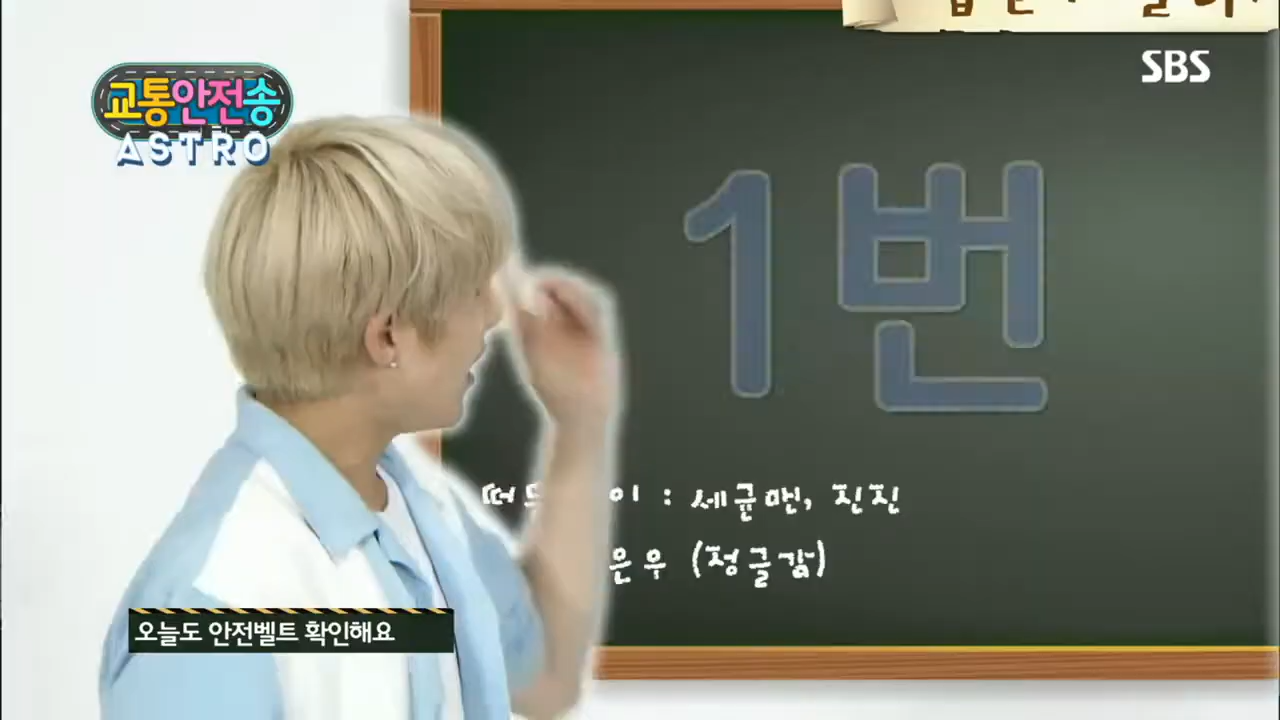 SBS
교통안전송
ASTRO
1번
이 : 세균맨, 진진
은우 (정글감)
오늘도 안전벨트 확인해요